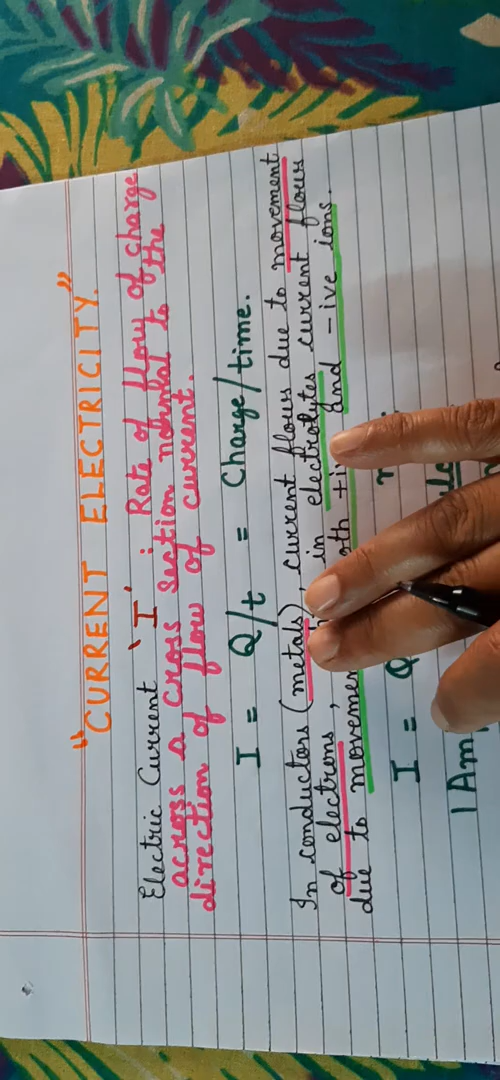 "CURRENT ELECTRICITY."
Electric Current 'I' : Rate of flow of charge
across a cross section normal to the
direction of flow of current.
I = Q/t = Charge/time.
In conductors (metals), current flows due to movement
of electrons, in electrolytes current flows
due to and -ive ions.
I = Q
1 Am